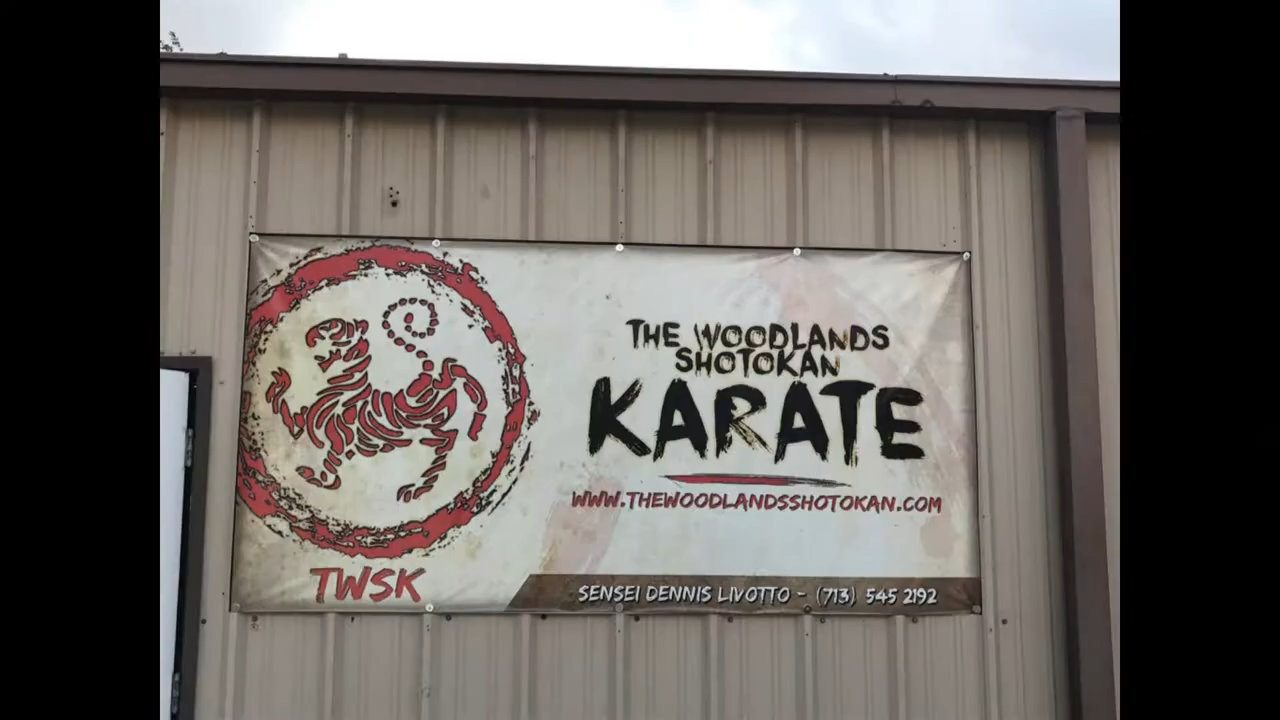 THE WOODLANDS
SHOTOKAN
KARATE
WWW.THEWOODLANDSSHOTOKAN.COM
TWSK
SENSEI DENNIS LIVOTTO - (713) 545 2192